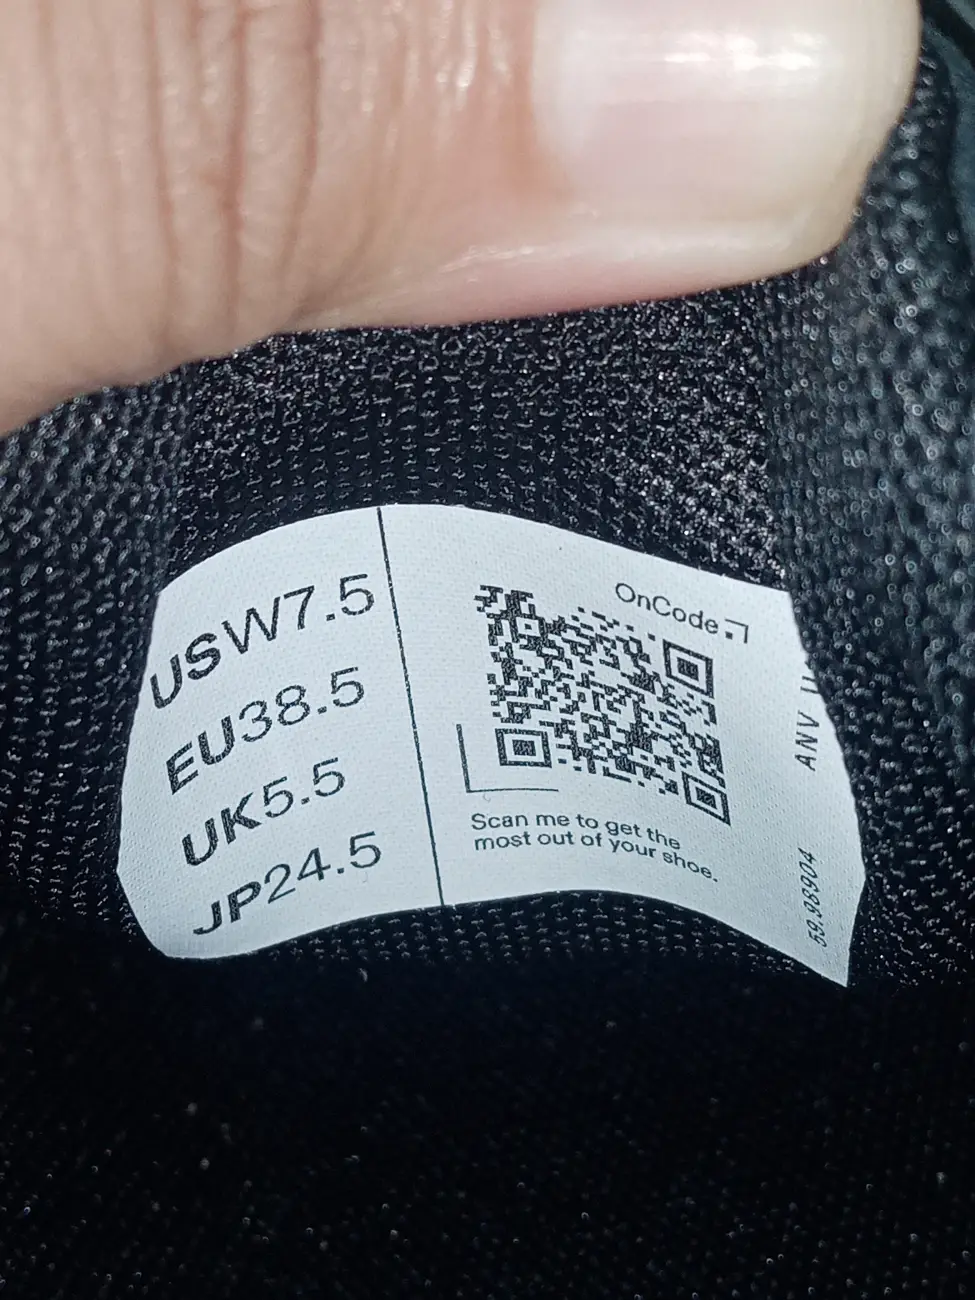 USW7.5
EU38.5
UK5.5
JP24.5
OnCode
Scan me to get the
most out of your shoe.
ANV
59.98904